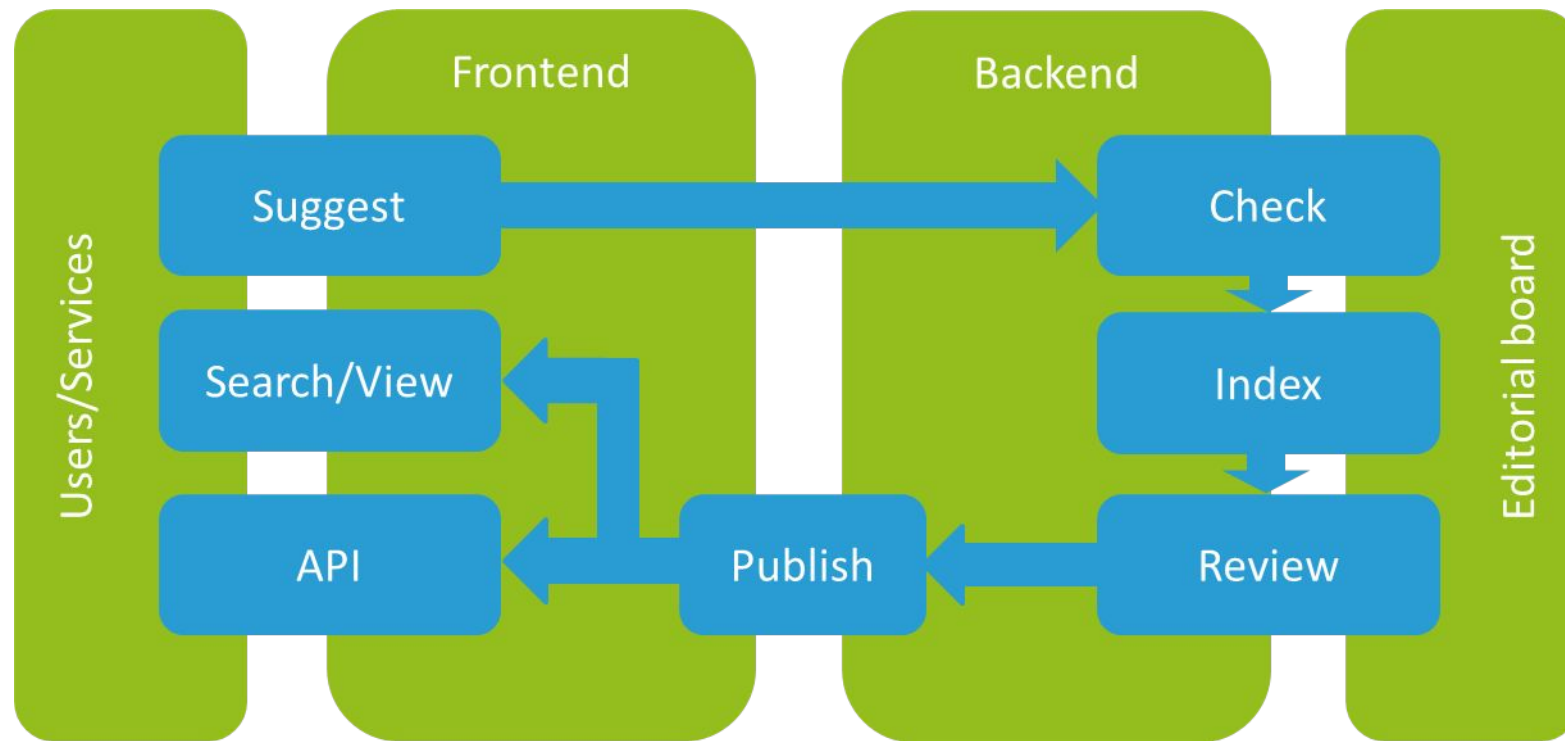 Frontend
Backend
Users/Services
Suggest
Check
Editorial board
Search/View
Index
API
Publish
Review